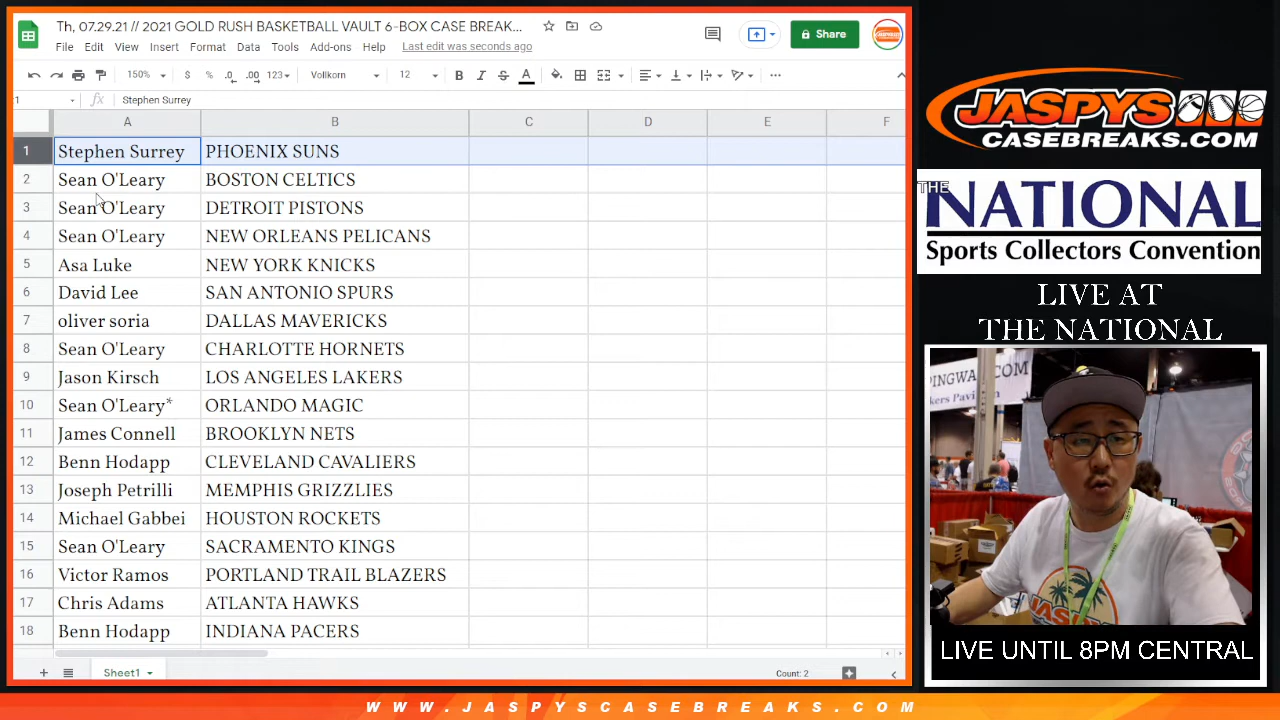 Th, 07.29.21 // 2021 GOLD RUSH BASKETBALL VAULT 6-BOX CASE BREAK...
File Edit View Insert Format Data Tools Add-ons Help Last edit was seconds ago
Share
150% $ % .0 .00 123 Vollkorn 12 B I S A
1 fx Stephen Surrey
A B C D E F
1 Stephen Surrey PHOENIX SUNS
2 Sean O'Leary BOSTON CELTICS
3 Sean O'Leary DETROIT PISTONS
4 Sean O'Leary NEW ORLEANS PELICANS
5 Asa Luke NEW YORK KNICKS
6 David Lee SAN ANTONIO SPURS
7 oliver soria DALLAS MAVERICKS
8 Sean O'Leary CHARLOTTE HORNETS
9 Jason Kirsch LOS ANGELES LAKERS
10 Sean O'Leary* ORLANDO MAGIC
11 James Connell BROOKLYN NETS
12 Benn Hodapp CLEVELAND CAVALIERS
13 Joseph Petrilli MEMPHIS GRIZZLIES
14 Michael Gabbei HOUSTON ROCKETS
15 Sean O'Leary SACRAMENTO KINGS
16 Victor Ramos PORTLAND TRAIL BLAZERS
17 Chris Adams ATLANTA HAWKS
18 Benn Hodapp INDIANA PACERS
Sheet1
Count: 2
JASPYS
CASEBREAKS.COM
THE
NATIONAL
Sports Collectors Convention
LIVE AT
THE NATIONAL
PINGWA .COM
kers Pavilion
JASPYS
LIVE UNTIL 8PM CENTRAL
WWW.JASPYSCASEBREAKS.COM